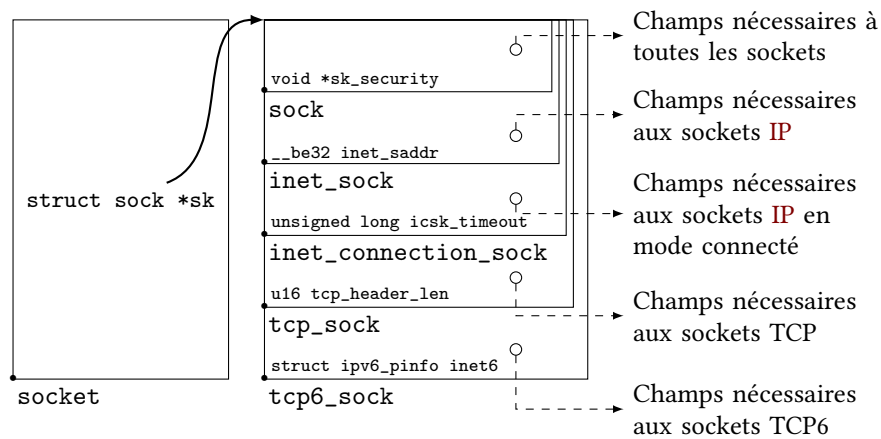 Champs nécessaires à
toutes les sockets
void *sk_security
sock
Champs nécessaires
aux sockets IP
__be32 inet_saddr
inet_sock
struct sock *sk
Champs nécessaires
aux sockets IP en
mode connecté
unsigned long icsk_timeout
inet_connection_sock
u16 tcp_header_len
tcp_sock
Champs nécessaires
aux sockets TCP
struct ipv6_pinfo inet6
tcp6_sock
socket
Champs nécessaires
aux sockets TCP6